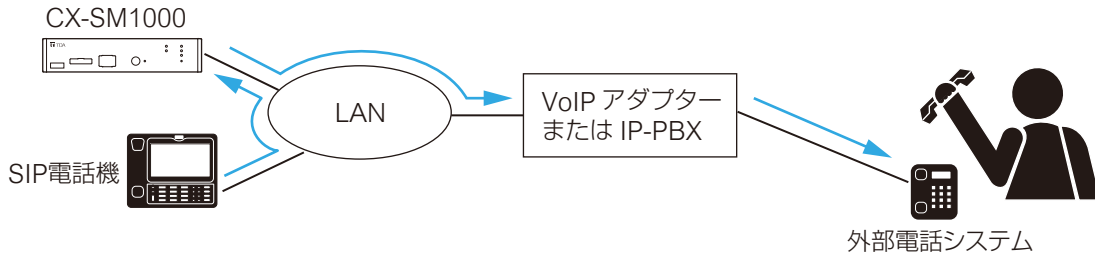 CX-SM1000
TOA
LAN
VoIP アダプター
または IP-PBX
SIP電話機
外部電話システム